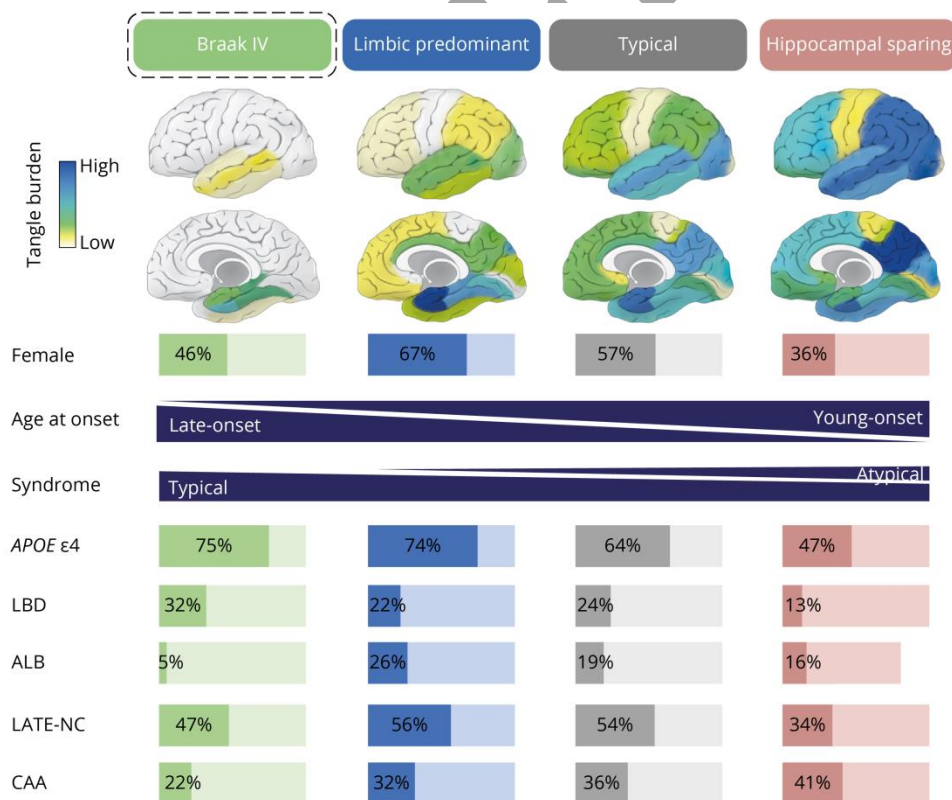 Braak IV Limbic predominant Typical Hippocampal sparing
Tangle burden
High
Low
Female 46% 67% 57% 36%
Age at onset Late-onset Young-onset
Syndrome Typical Atypical
APOE ε4 75% 74% 64% 47%
LBD 32% 22% 24% 13%
ALB 5% 26% 19% 16%
LATE-NC 47% 56% 54% 34%
CAA 22% 32% 36% 41%